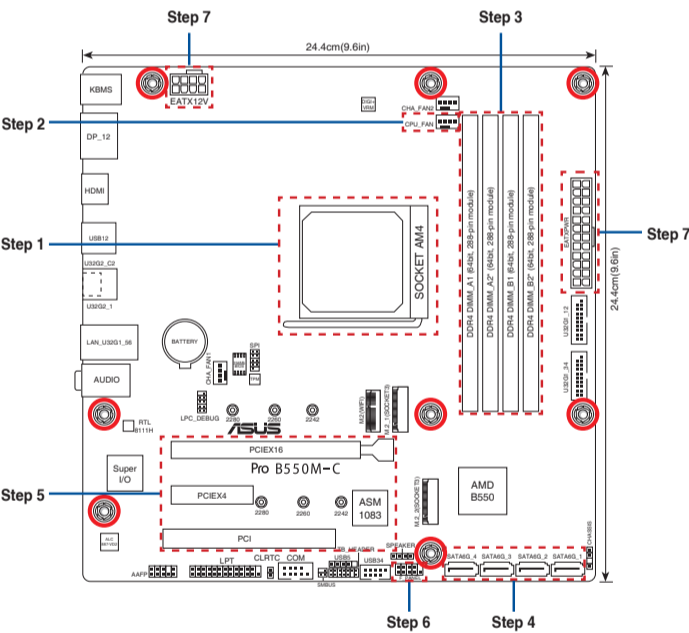 Step 7
Step 3
24.4cm(9.6in)
KBMS
EATX12V
DIGI+
VRM
CHA_FAN2
Step 2
CPU_FAN
DP_12
HDMI
Step 1
USB12
U32G2_C2
U32G2_1
SOCKET AM4
DDR4 DIMM_A1 (64bit, 288-pin module)
DDR4 DIMM_A2* (64bit, 288-pin module)
DDR4 DIMM_B1 (64bit, 288-pin module)
DDR4 DIMM_B2* (64bit, 288-pin module)
EATXPWR
Step 7
24.4cm(9.6in)
U32G1_12
U32G1_34
LAN_U32G1_56
BATTERY
CHA_FAN1
SPI
TPM
AUDIO
LPC_DEBUG
2280
2260
2242
M.2(WIFI)
M.2_1(SOCKET3)
RTL
8111H
ASUS
PCIEX16
Pro B550M-C
Super
I/O
Step 5
PCIEX4
2280
2260
2242
ASM
1083
M.2_2(SOCKET3)
AMD
B550
PCI
AAFP
LPT
CLRTC
COM
SMBUS
USB5
USB34
SPEAKER
F_PANEL
SATA6G_4
SATA6G_3
SATA6G_2
SATA6G_1
CHASSIS
Step 6
Step 4